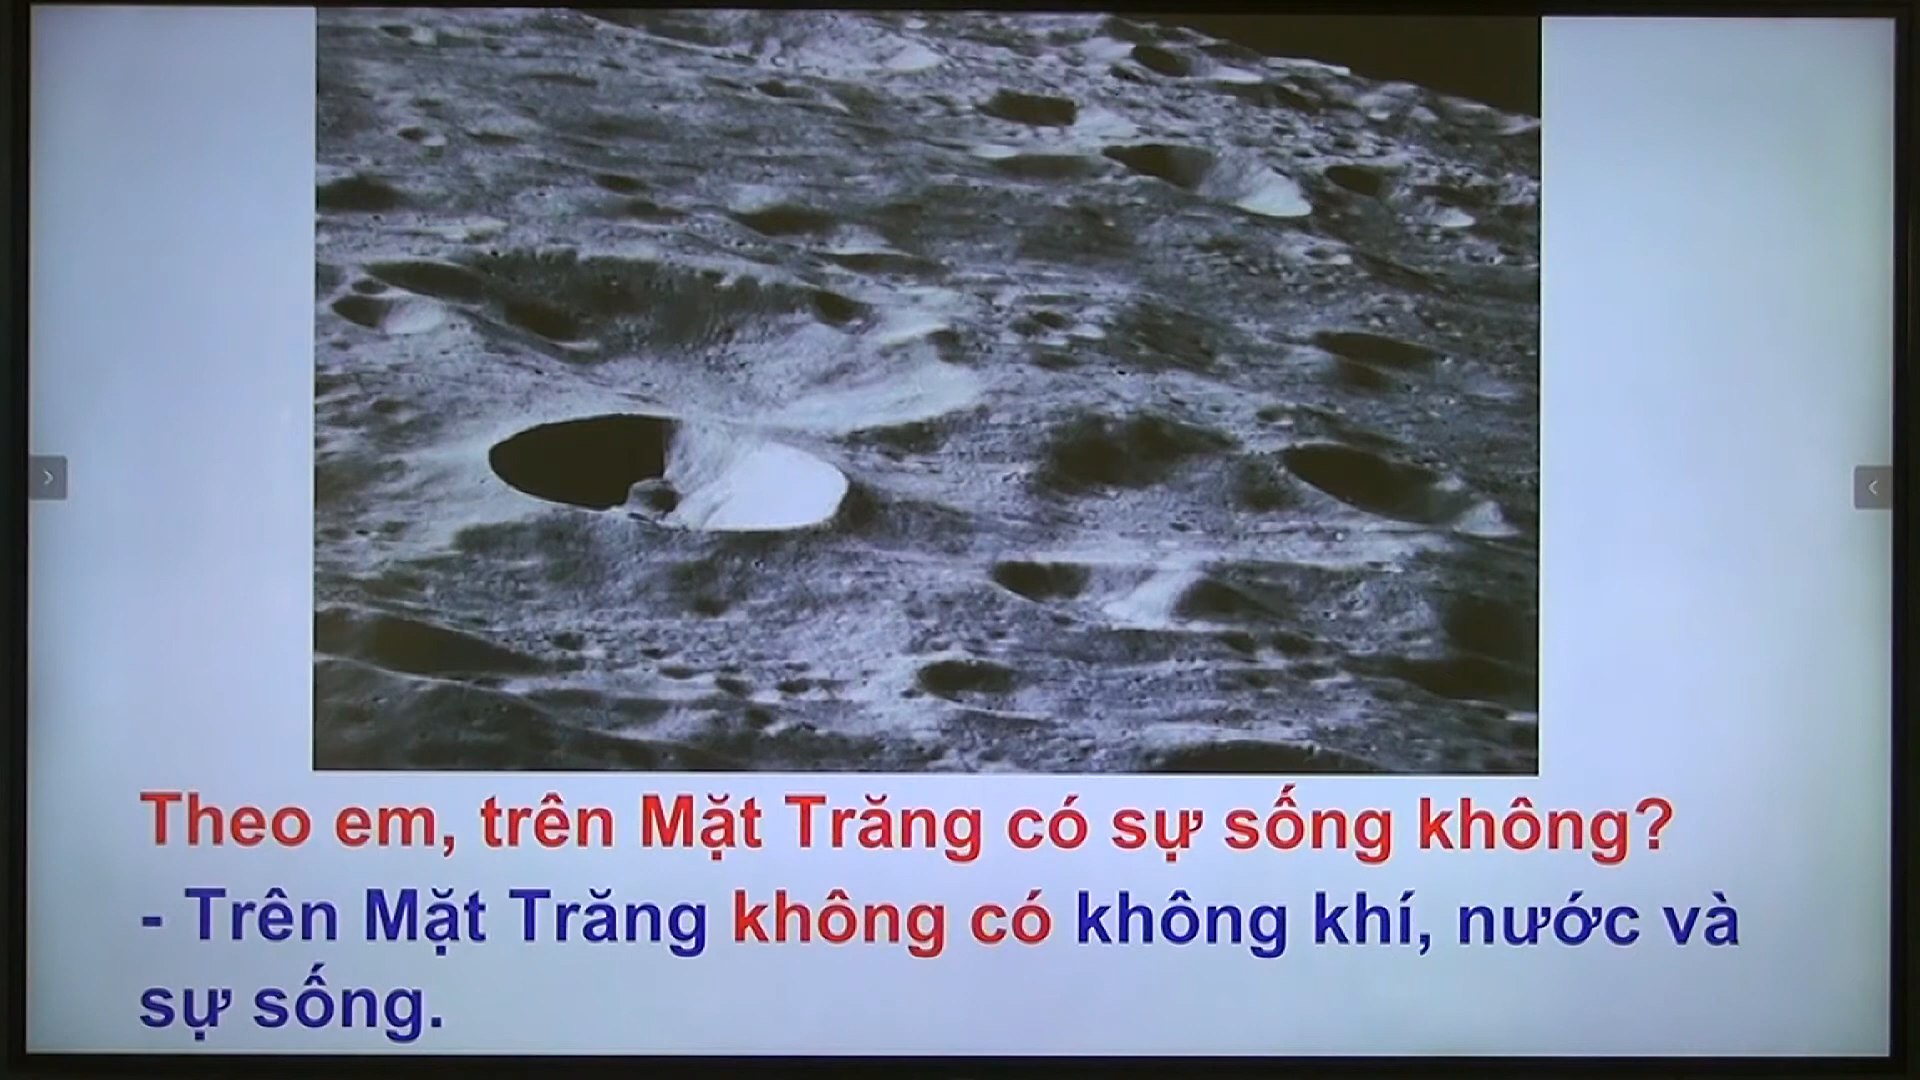 Theo em, trên Mặt Trăng có sự sống không?
- Trên Mặt Trăng không có không khí, nước và
sự sống.